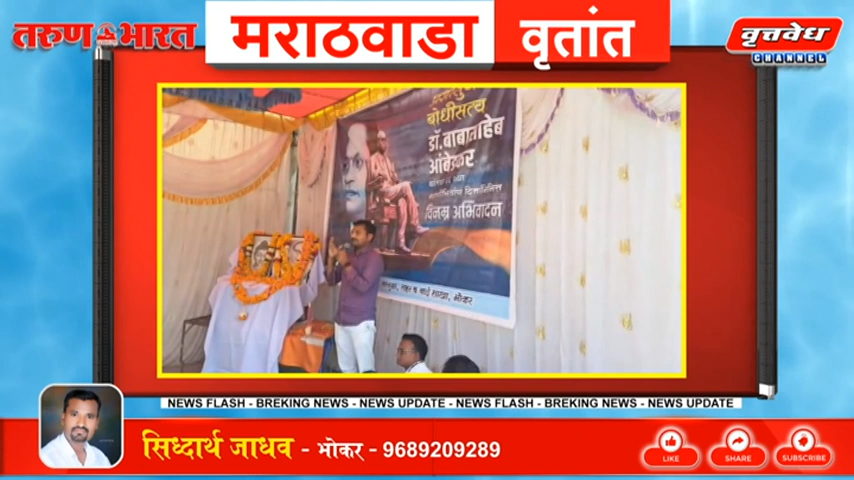 तरुण भारत
मराठवाडा वृतांत
वृत्तवेध
CHANNEL
बोधीसत्व
डॉ. बाबासाहेब
आंबेडकर
विनम्र अभिवादन
शाखा, भोकर
NEWS FLASH - BREKING NEWS - NEWS UPDATE - NEWS FLASH - BREKING NEWS - NEWS UPDATE
सिध्दार्थ जाधव - भोकर - 9689209289
LIKE
SHARE
SUBSCRIBE